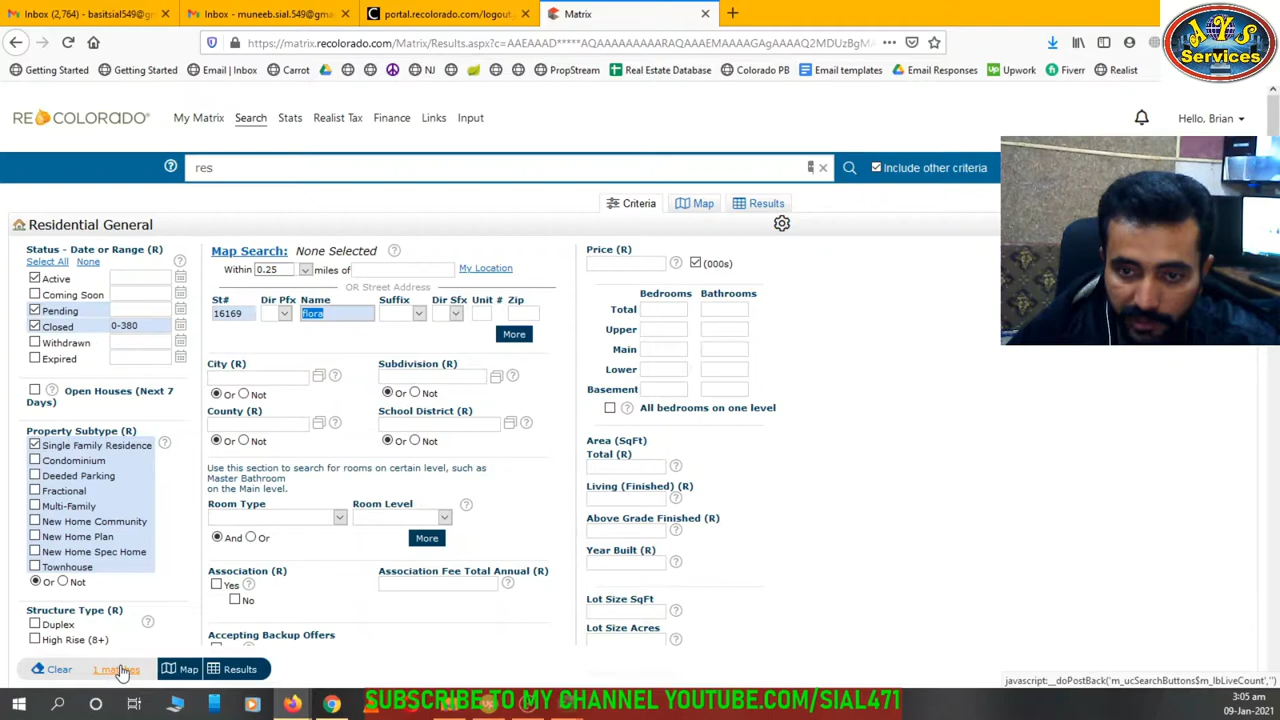 Inbox (2,764) - basitsial549@g
Inbox - muneeb.sial.549@gma
portal.recolorado.com/logout
Matrix
https://matrix.recolorado.com/Matrix/Results.aspx?c=AAEAAAD*****AQAAAAAAAAARAQAAAEMAAAAGAgAAAAQ2MDUzBgM
AYS
Services
Getting Started
Getting Started
Email | Inbox
Carrot
NJ
PropStream
Real Estate Database
Colorado PB
Email templates
Email Responses
Upwork
Fiverr
Realist
RECOLORADO
My Matrix
Search
Stats
Realist Tax
Finance
Links
Input
Hello, Brian
res
Include other criteria
Criteria
Map
Results
Residential General
Status - Date or Range (R)
Select All None
Active
Coming Soon
Pending
Closed 0-380
Withdrawn
Expired
Open Houses (Next 7
Days)
Property Subtype (R)
Single Family Residence
Condominium
Deeded Parking
Fractional
Multi-Family
New Home Community
New Home Plan
New Home Spec Home
Townhouse
Or Not
Structure Type (R)
Duplex
High Rise (8+)
Map Search: None Selected
Within 0.25 miles of
My Location
OR Street Address
St# Dir Pfx Name Suffix Dir Sfx Unit # Zip
16169 flora
More
City (R)
Or Not
Subdivision (R)
Or Not
County (R)
Or Not
School District (R)
Or Not
Use this section to search for rooms on certain level, such as
Master Bathroom
on the Main level.
Room Type Room Level
And Or
More
Association (R)
Yes
No
Association Fee Total Annual (R)
Accepting Backup Offers
Price (R)
(000s)
Bedrooms Bathrooms
Total
Upper
Main
Lower
Basement
All bedrooms on one level
Area (SqFt)
Total (R)
Living (Finished) (R)
Above Grade Finished (R)
Year Built (R)
Lot Size SqFt
Lot Size Acres
Clear
1 matches
Map
Results
javascript:__doPostBack('m_ucSearchButtons$m_lbLiveCount','')
SUBSCRIBE TO MY CHANNEL YOUTUBE.COM/SIAL471
3:05 am
09-Jan-2021